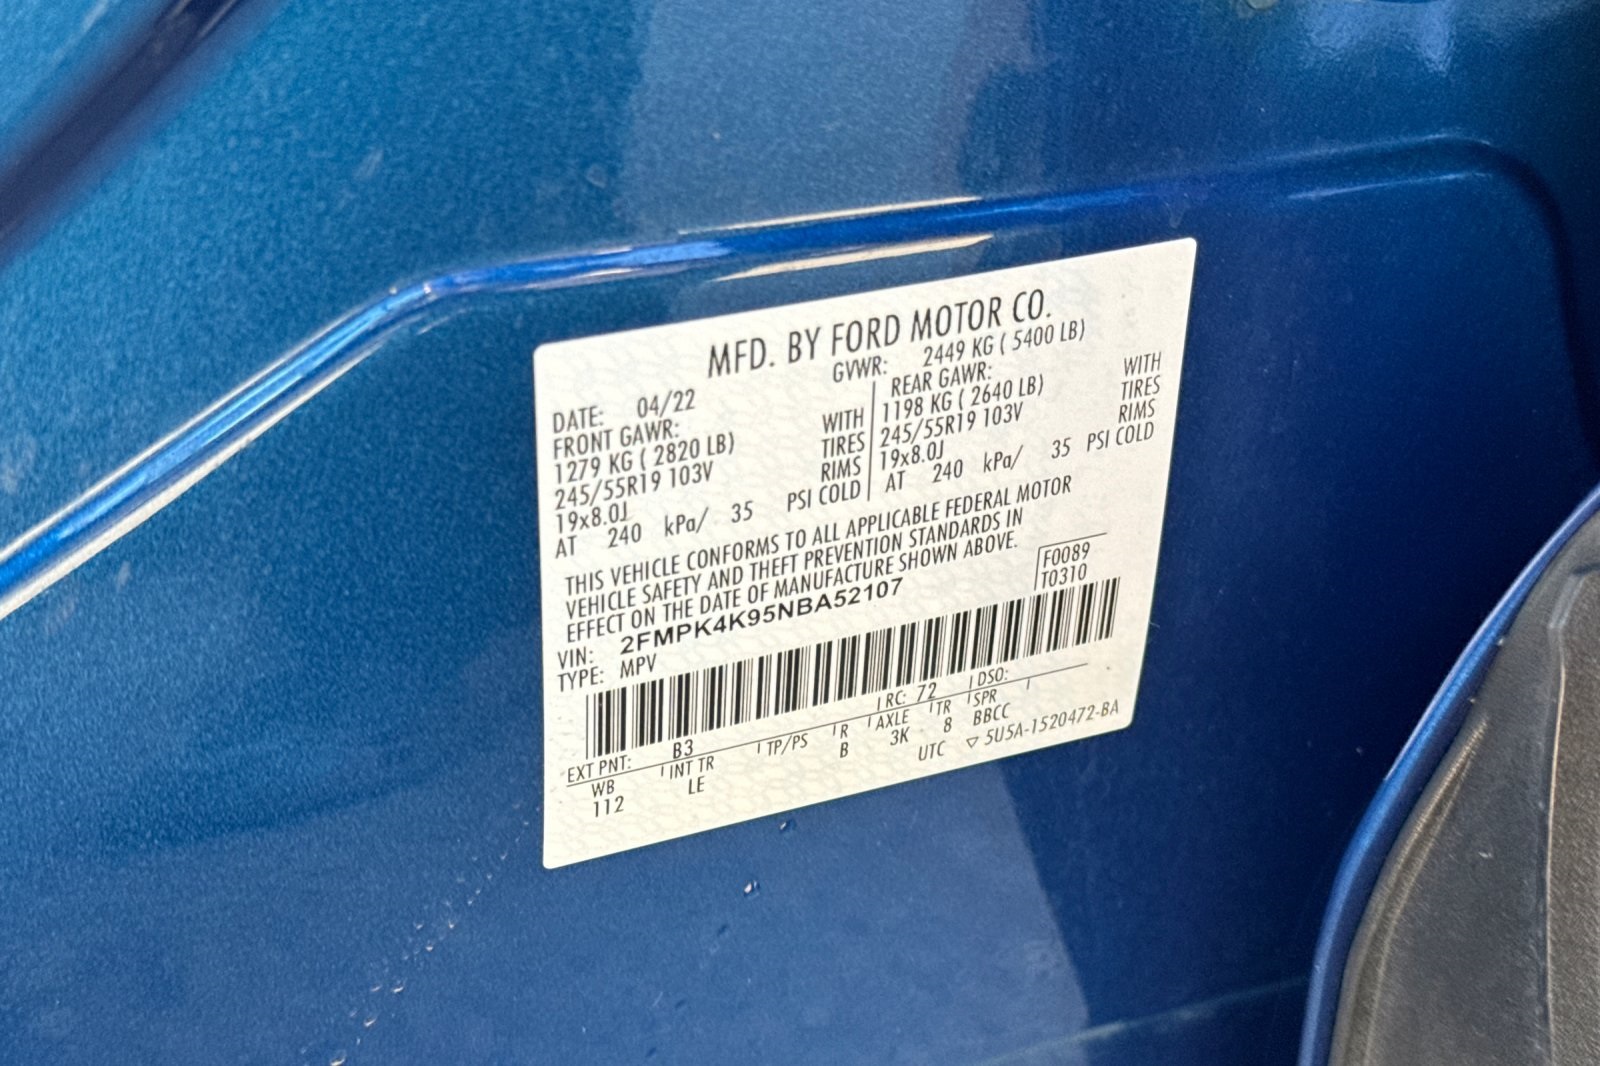 MFD. BY FORD MOTOR CO.
DATE: 04/22 GVWR: 2449 KG ( 5400 LB)
FRONT GAWR: REAR GAWR:
1279 KG ( 2820 LB) WITH 1198 KG ( 2640 LB) WITH
245/55R19 103V TIRES 245/55R19 103V TIRES
19x8.0J RIMS 19x8.0J RIMS
AT 240 kPa/ 35 PSI COLD AT 240 kPa/ 35 PSI COLD
THIS VEHICLE CONFORMS TO ALL APPLICABLE FEDERAL MOTOR
VEHICLE SAFETY AND THEFT PREVENTION STANDARDS IN
EFFECT ON THE DATE OF MANUFACTURE SHOWN ABOVE.
VIN: 2FMPK4K95NBA52107 F0089
TYPE: MPV T0310
EXT PNT: B3 RC: 72 DSO:
WB INT TR TP/PS R AXLE TR SPR
112 LE B 3K 8 BBCC
UTC ▽ 5U5A-1520472-BA